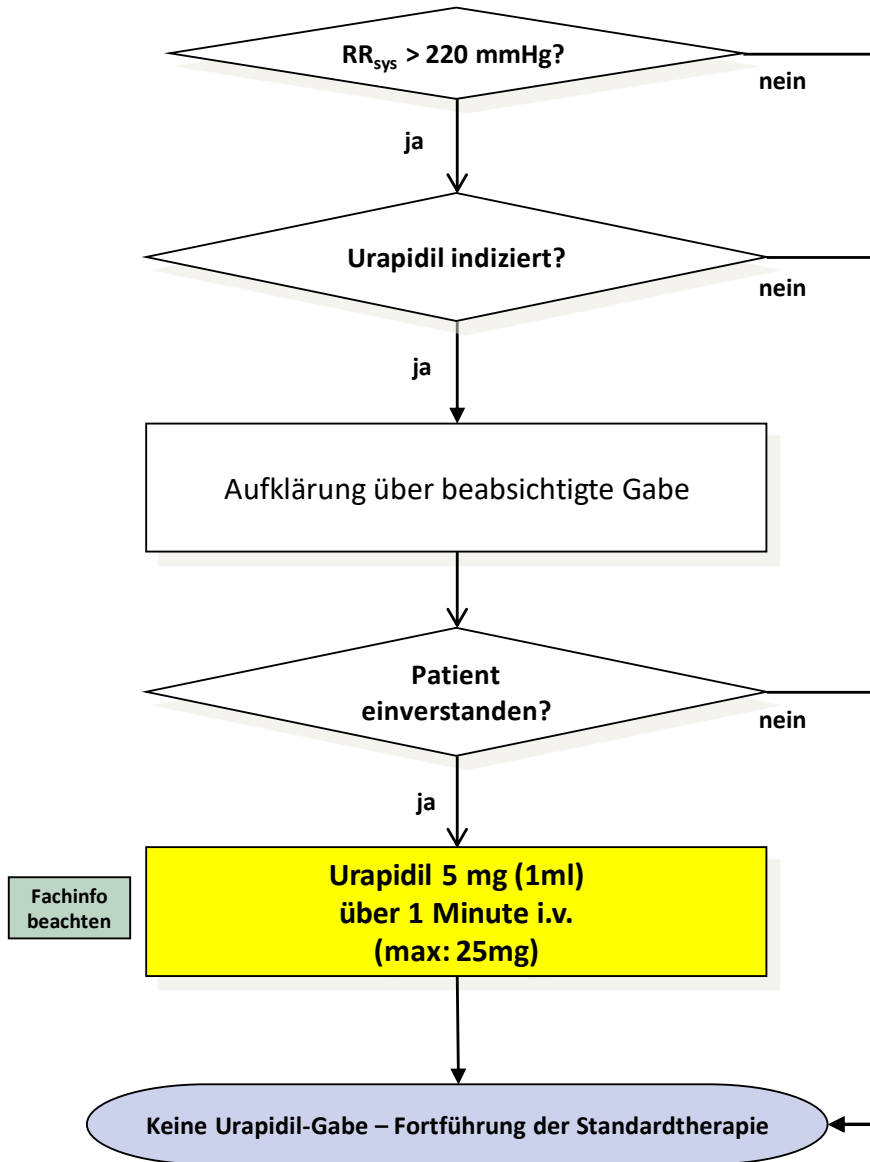 RRsys > 220 mmHg?
nein
ja
Urapidil indiziert?
nein
ja
Aufklärung über beabsichtigte Gabe
Patient
einverstanden?
nein
ja
Fachinfo
beachten
Urapidil 5 mg (1ml)
über 1 Minute i.v.
(max: 25mg)
Keine Urapidil-Gabe – Fortführung der Standardtherapie